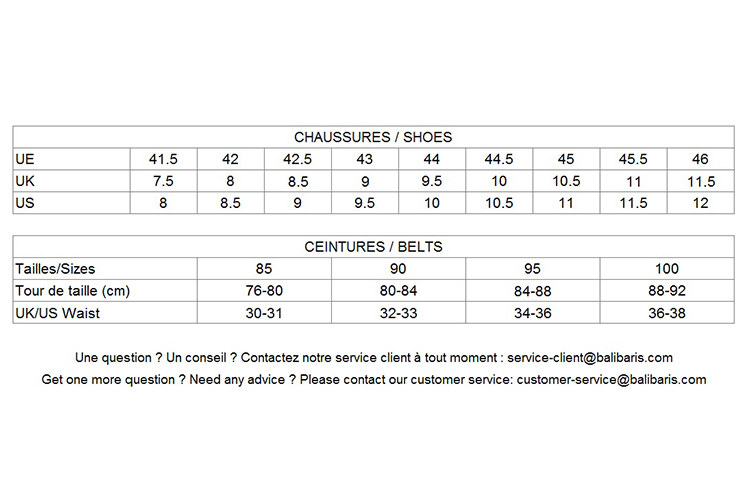 CHAUSSURES / SHOES
UE 41.5 42 42.5 43 44 44.5 45 45.5 46
UK 7.5 8 8.5 9 9.5 10 10.5 11 11.5
US 8 8.5 9 9.5 10 10.5 11 11.5 12
CEINTURES / BELTS
Tailles/Sizes 85 90 95 100
Tour de taille (cm) 76-80 80-84 84-88 88-92
UK/US Waist 30-31 32-33 34-36 36-38
Une question ? Un conseil ? Contactez notre service client à tout moment : service-client@balibaris.com
Get one more question ? Need any advice ? Please contact our customer service: customer-service@balibaris.com